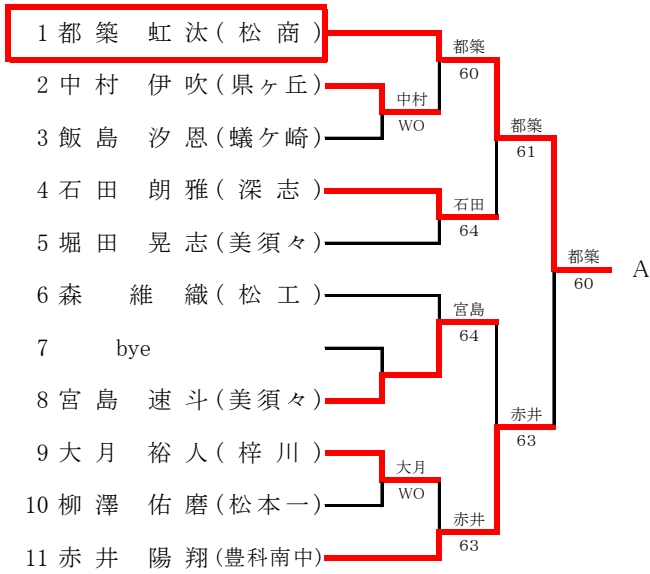 1 都 築 虹 汰 ( 松 商 )
都築
60
2 中 村 伊 吹 (県ヶ丘)
中村
WO
3 飯 島 汐 恩 (蟻ケ崎)
都築
61
4 石 田 朗 雅 ( 深 志 )
石田
64
5 堀 田 晃 志 (美須々)
都築
60
A
6 森 維 織 ( 松 工 )
宮島
64
7 bye
8 宮 島 速 斗 (美須々)
赤井
63
9 大 月 裕 人 ( 梓 川 )
大月
WO
10 柳 澤 佑 磨 (松本一)
赤井
63
11 赤 井 陽 翔 (豊科南中)